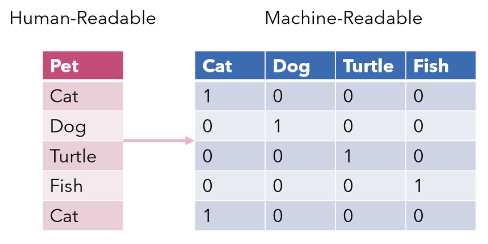 Human-Readable Machine-Readable
Pet Cat Dog Turtle Fish
Cat 1 0 0 0
Dog 0 1 0 0
Turtle 0 0 1 0
Fish 0 0 0 1
Cat 1 0 0 0